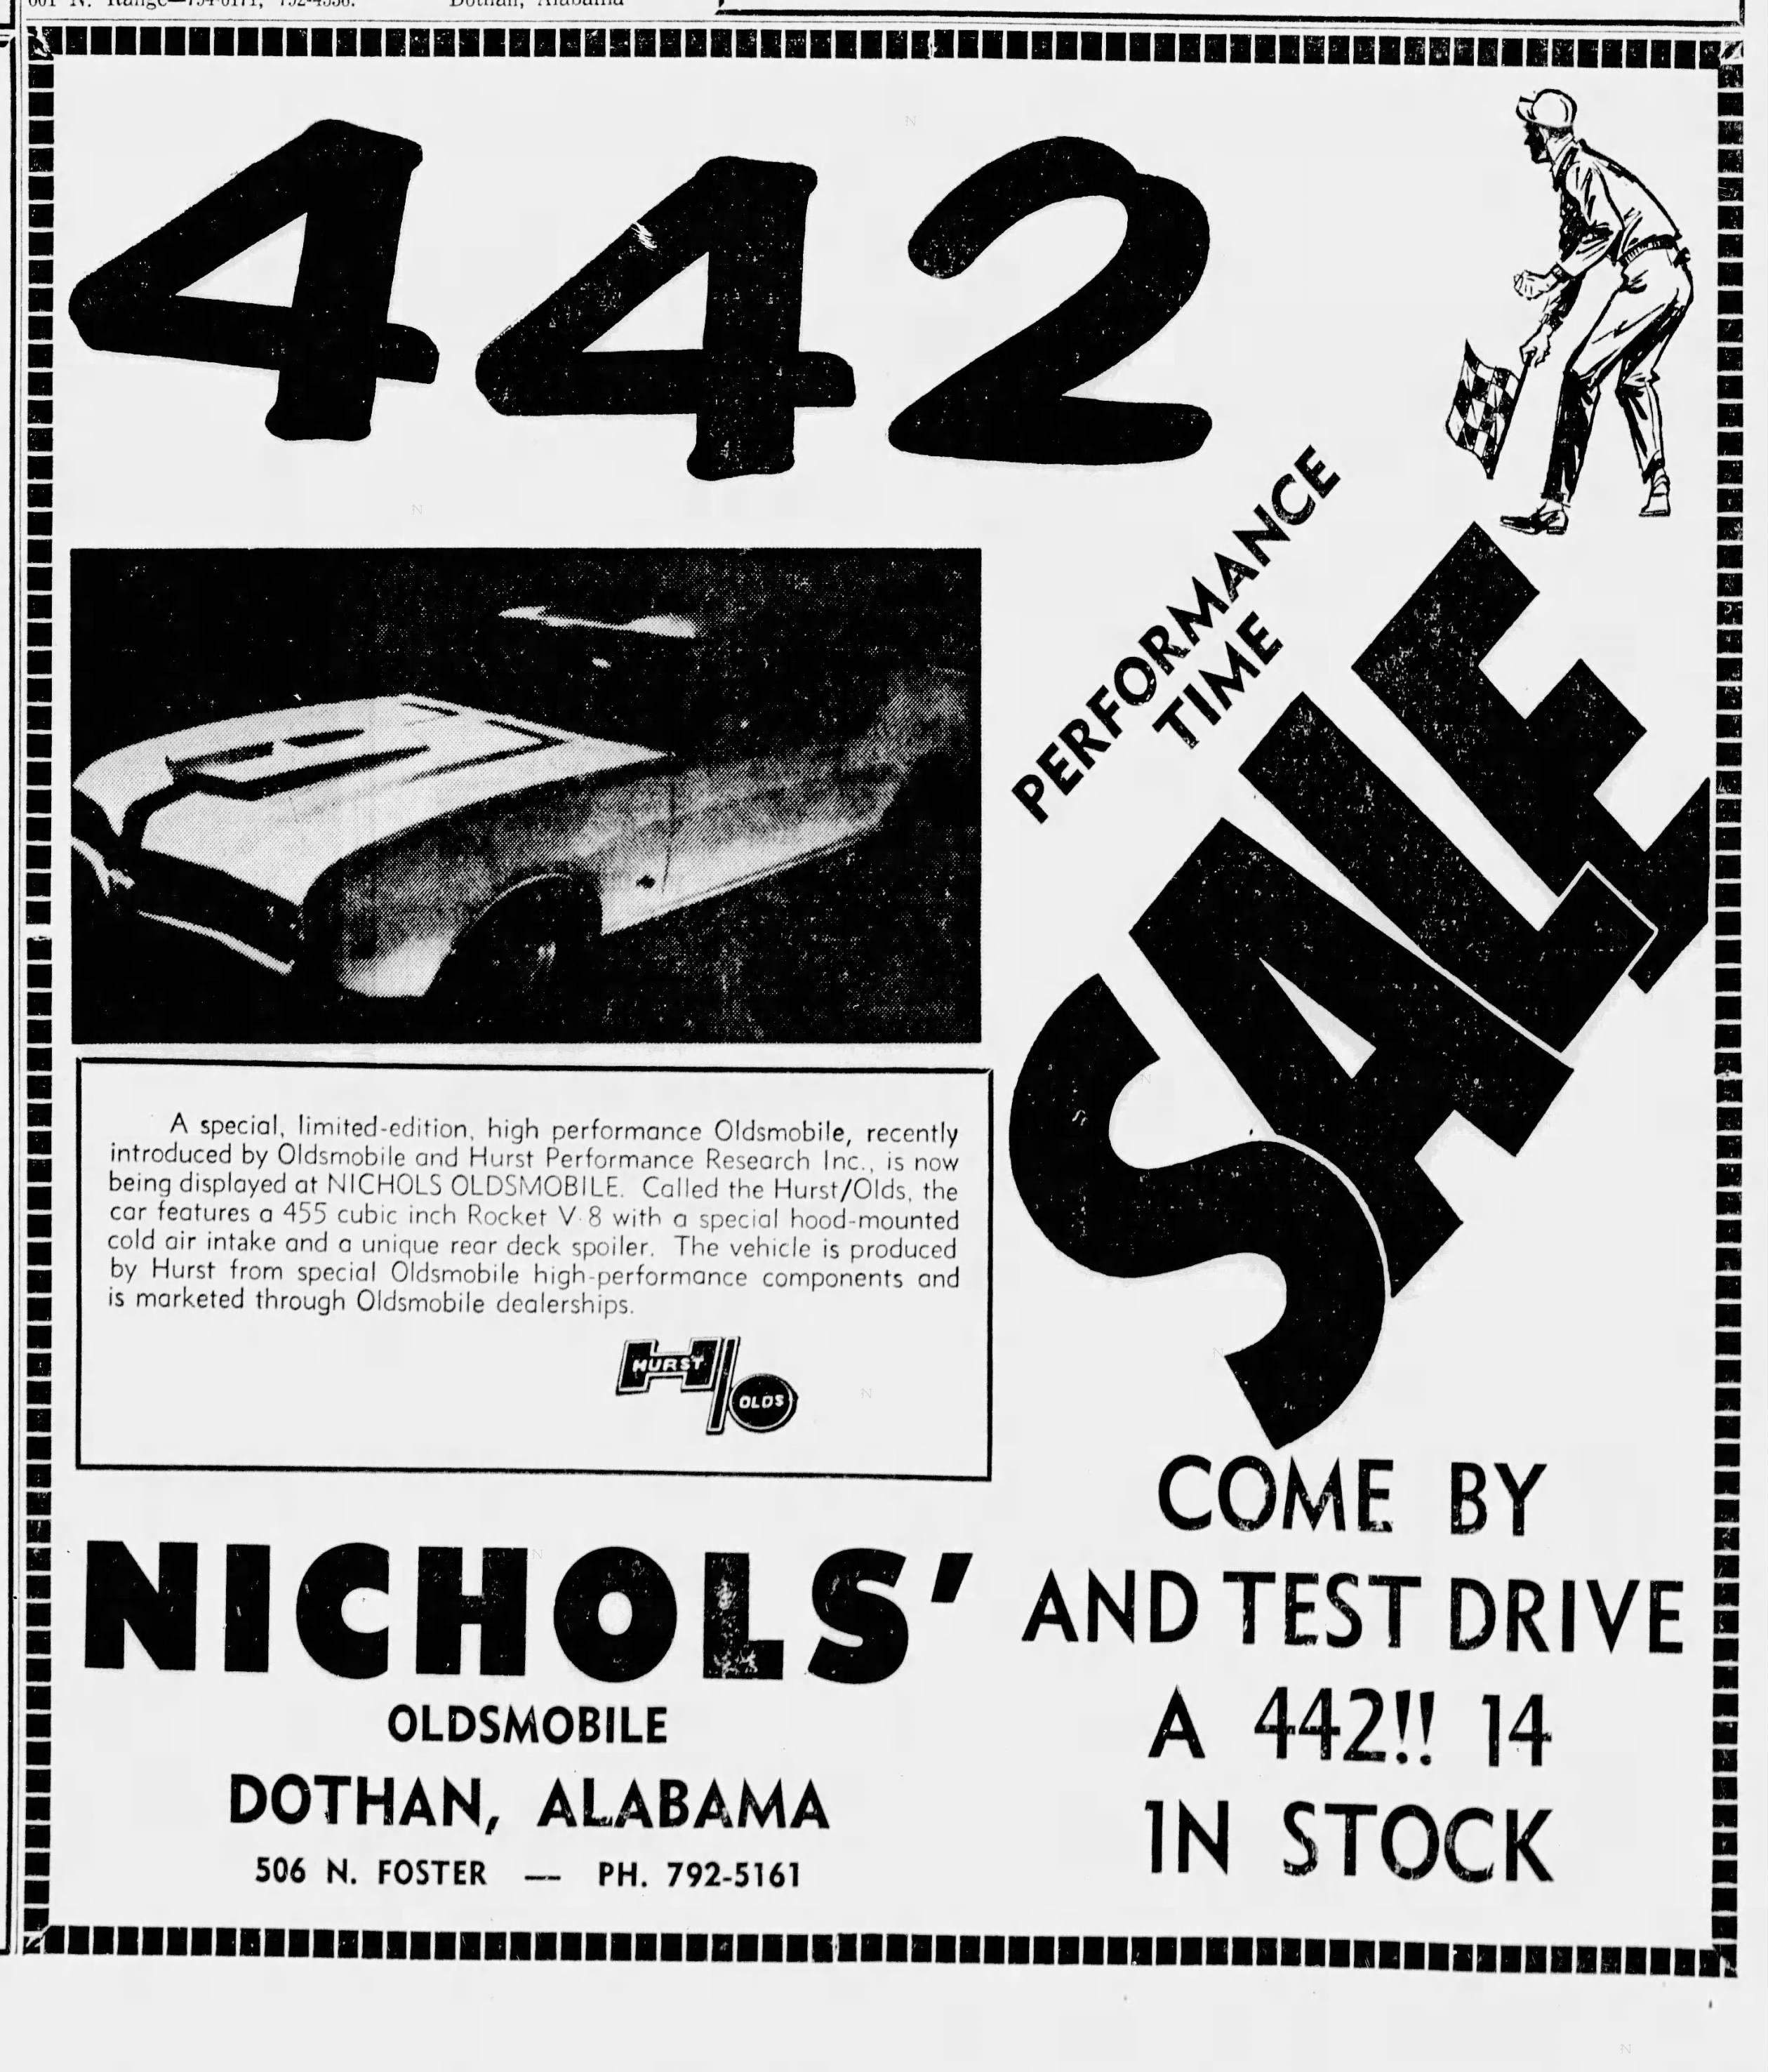 Dothan, Alabama
442
PERFORMANCE
TIME
SALE
A special, limited-edition, high performance Oldsmobile, recently
introduced by Oldsmobile and Hurst Performance Research Inc., is now
being displayed at NICHOLS OLDSMOBILE. Called the Hurst/Olds, the
car features a 455 cubic inch Rocket V-8 with a special hood-mounted
cold air intake and a unique rear deck spoiler. The vehicle is produced
by Hurst from special Oldsmobile high-performance components and
is marketed through Oldsmobile dealerships.
HURST
OLDS
NICHOLS'
OLDSMOBILE
DOTHAN, ALABAMA
506 N. FOSTER — PH. 792-5161
COME BY
AND TEST DRIVE
A 442!! 14
IN STOCK